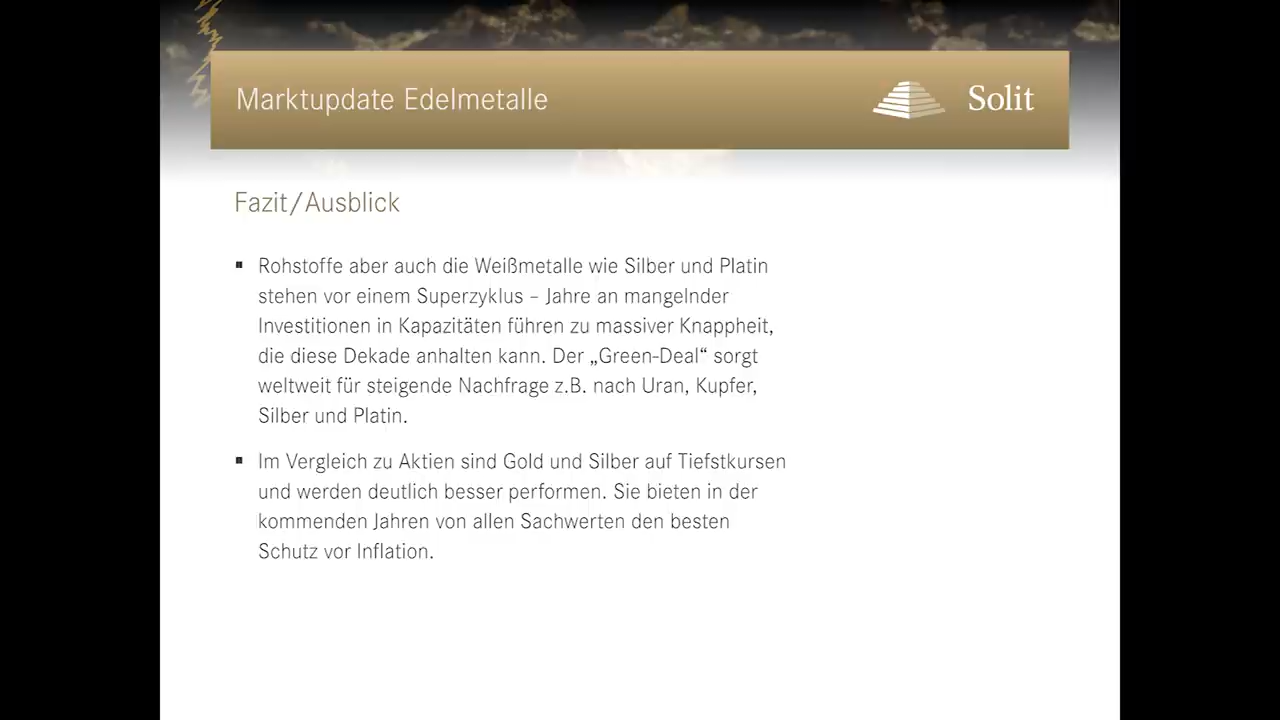 Marktupdate Edelmetalle
Solit
Fazit/Ausblick
▪ Rohstoffe aber auch die Weißmetalle wie Silber und Platin
stehen vor einem Superzyklus – Jahre an mangelnder
Investitionen in Kapazitäten führen zu massiver Knappheit,
die diese Dekade anhalten kann. Der „Green-Deal“ sorgt
weltweit für steigende Nachfrage z.B. nach Uran, Kupfer,
Silber und Platin.
▪ Im Vergleich zu Aktien sind Gold und Silber auf Tiefstkursen
und werden deutlich besser performen. Sie bieten in der
kommenden Jahren von allen Sachwerten den besten
Schutz vor Inflation.